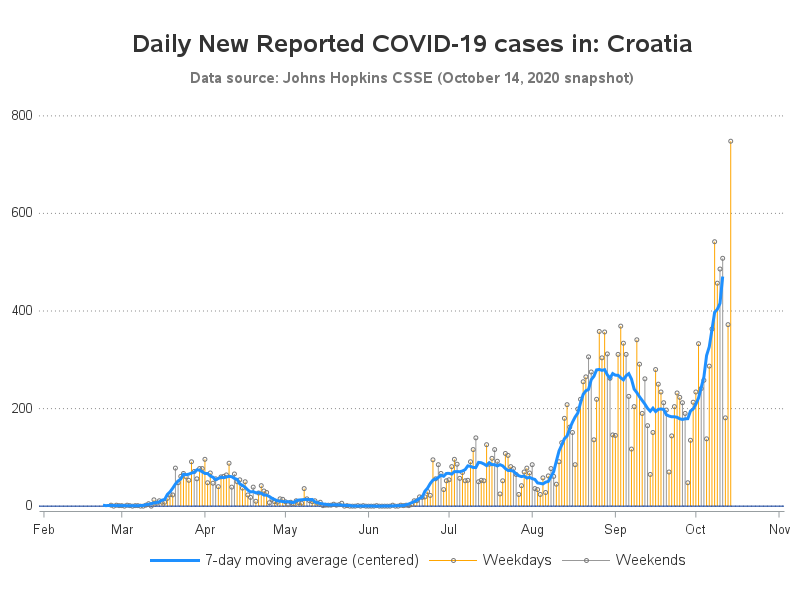 Daily New Reported COVID-19 cases in: Croatia
Data source: Johns Hopkins CSSE (October 14, 2020 snapshot)
800
600
400
200
0
Feb Mar Apr May Jun Jul Aug Sep Oct Nov
7-day moving average (centered) Weekdays Weekends